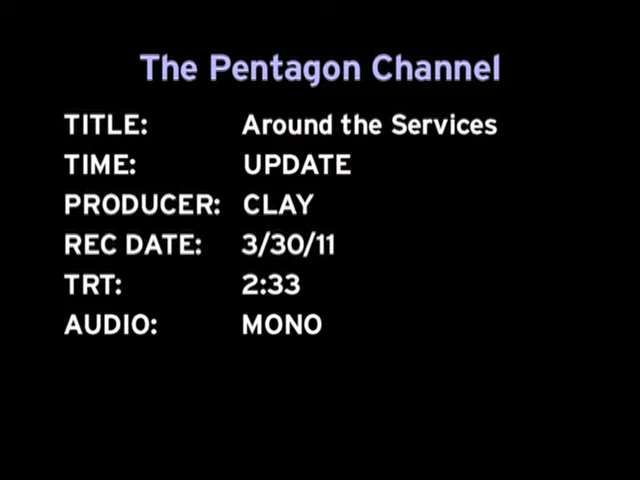 The Pentagon Channel
TITLE: Around the Services
TIME: UPDATE
PRODUCER: CLAY
REC DATE: 3/30/11
TRT: 2:33
AUDIO: MONO